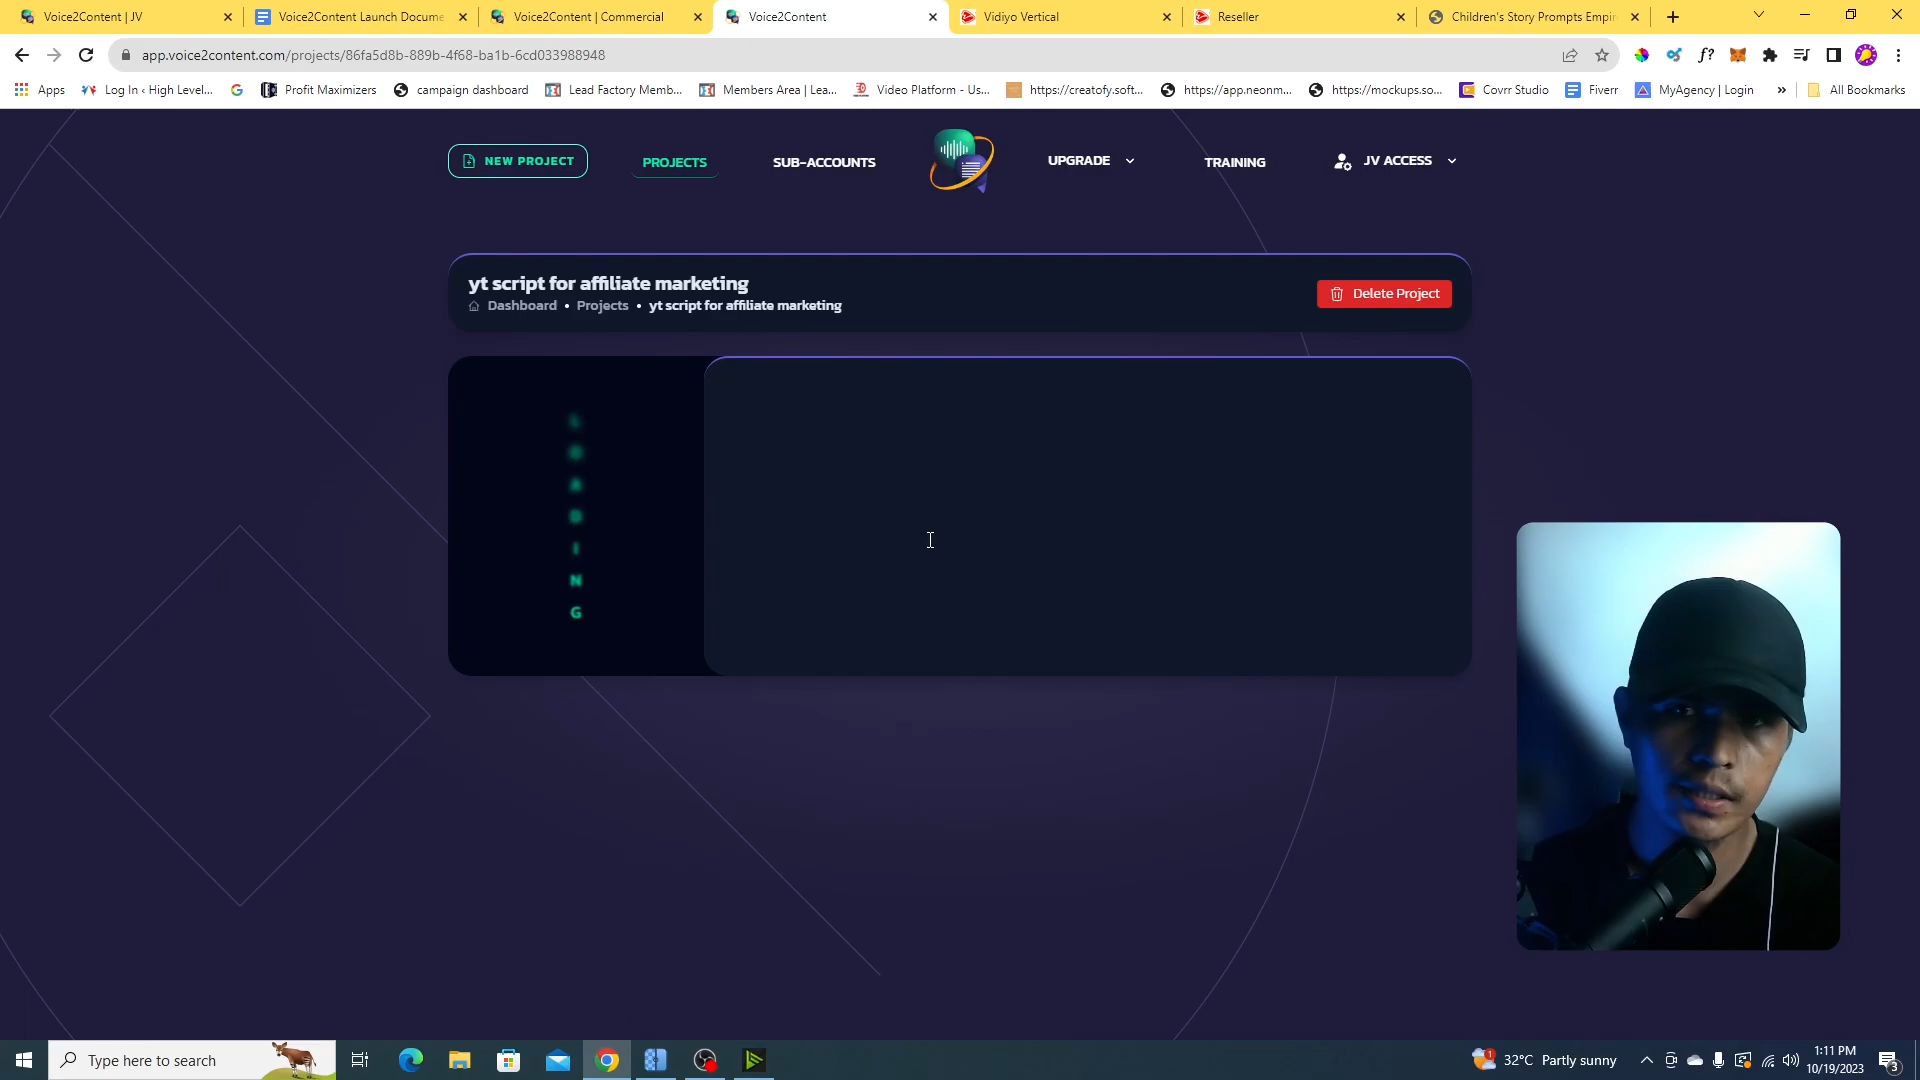 Voice2Content | JV
Voice2Content Launch Docume
Voice2Content | Commercial
Voice2Content
Vidiyo Vertical
Reseller
Children's Story Prompts Empir
app.voice2content.com/projects/86fa5d8b-889b-4f68-ba1b-6cd033988948
f?
Apps
Log In ‹ High Level...
Profit Maximizers
campaign dashboard
Lead Factory Memb...
Members Area | Lea...
Video Platform - Us...
https://creatofy.soft...
https://app.neonm...
https://mockups.so...
Covrr Studio
Fiverr
MyAgency | Login
»
All Bookmarks
NEW PROJECT
PROJECTS
SUB-ACCOUNTS
UPGRADE
TRAINING
JV ACCESS
yt script for affiliate marketing
Dashboard • Projects • yt script for affiliate marketing
Delete Project
L
O
A
D
I
N
G
Type here to search
1
32°C Partly sunny
1:11 PM
10/19/2023
3